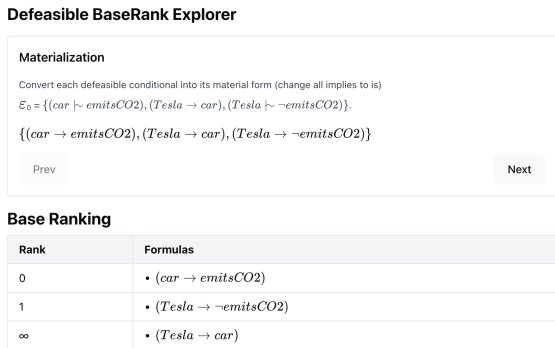 Defeasible BaseRank Explorer
Materialization
Convert each defeasible conditional into its material form (change all implies to is)
ℰ₀ = {(car |∼ emitsCO2), (Tesla → car), (Tesla |∼ ¬emitsCO2)}.
{(car → emitsCO2), (Tesla → car), (Tesla → ¬emitsCO2)}
Prev Next
Base Ranking
Rank Formulas
0 • (car → emitsCO2)
1 • (Tesla → ¬emitsCO2)
∞ • (Tesla → car)